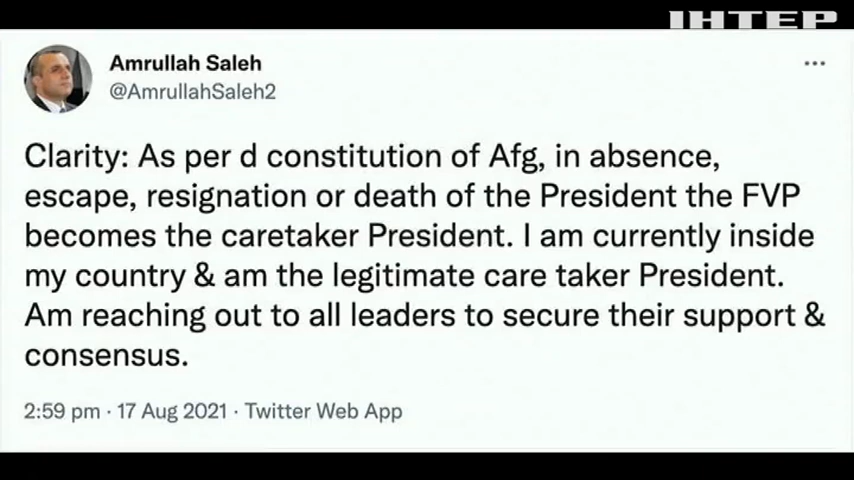 ІНТЕР
Amrullah Saleh
@AmrullahSaleh2
Clarity: As per d constitution of Afg, in absence,
escape, resignation or death of the President the FVP
becomes the caretaker President. I am currently inside
my country & am the legitimate care taker President.
Am reaching out to all leaders to secure their support &
consensus.
2:59 pm · 17 Aug 2021 · Twitter Web App